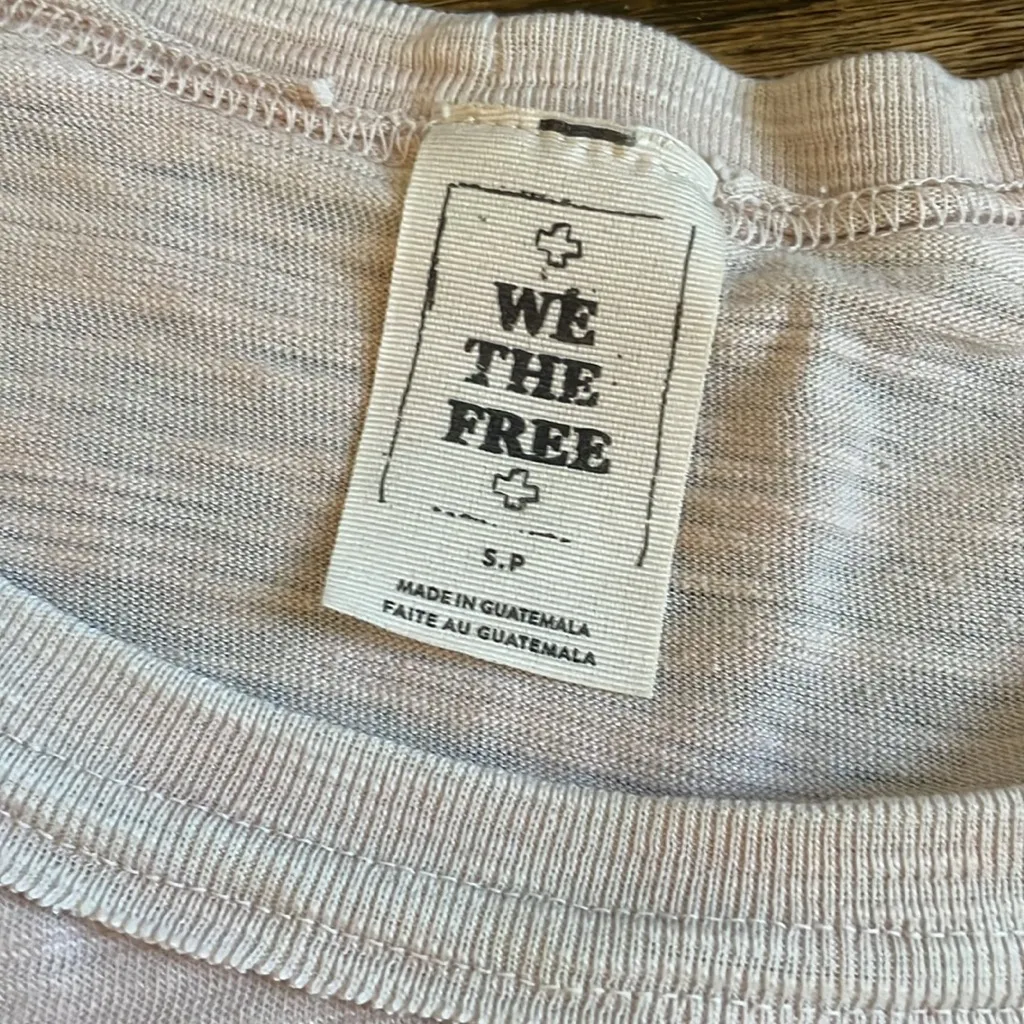 WE
THE
FREE
S.P
MADE IN GUATEMALA
FAITE AU GUATEMALA